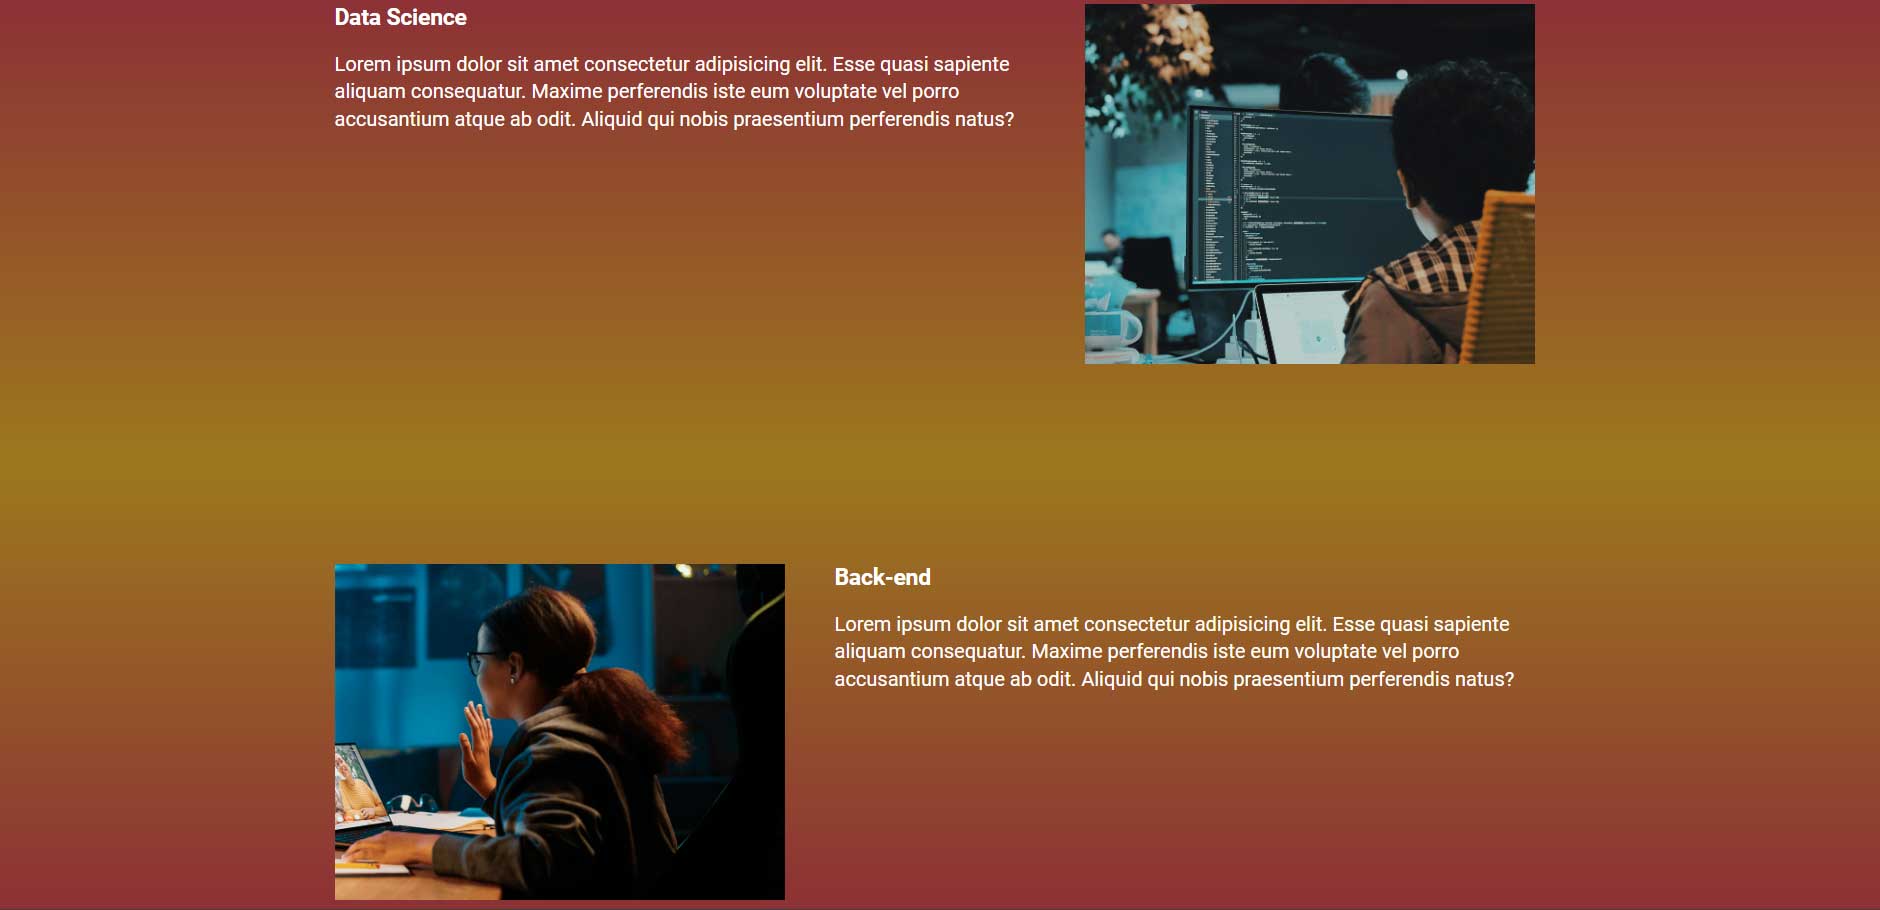 Data Science
Lorem ipsum dolor sit amet consectetur adipisicing elit. Esse quasi sapiente
aliquam consequatur. Maxime perferendis iste eum voluptate vel porro
accusantium atque ab odit. Aliquid qui nobis praesentium perferendis natus?
Back-end
Lorem ipsum dolor sit amet consectetur adipisicing elit. Esse quasi sapiente
aliquam consequatur. Maxime perferendis iste eum voluptate vel porro
accusantium atque ab odit. Aliquid qui nobis praesentium perferendis natus?